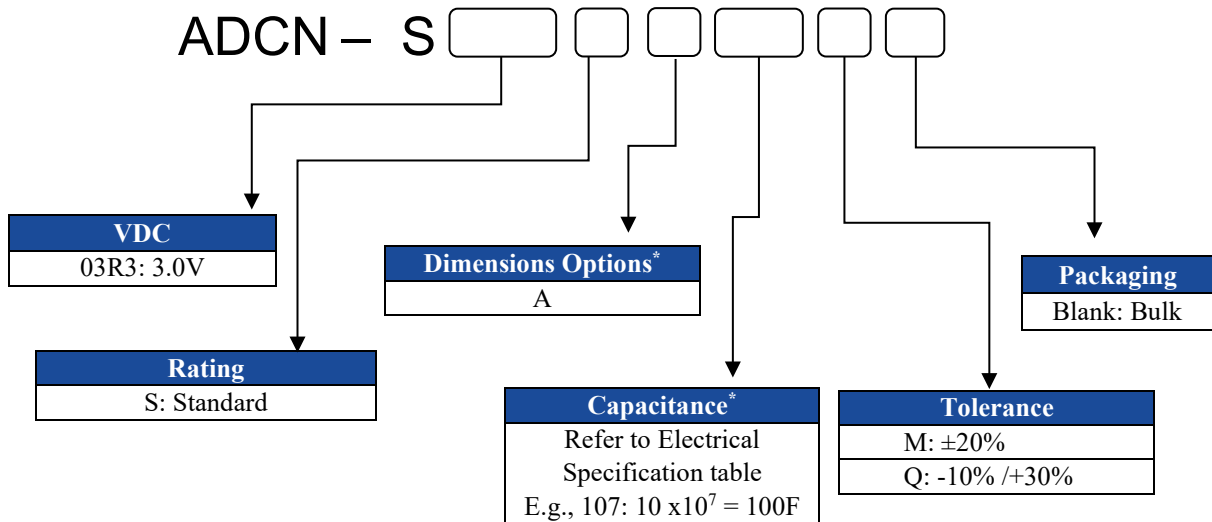 ADCN – S
VDC
03R3: 3.0V
Rating
S: Standard
Dimensions Options*
A
Capacitance*
Refer to Electrical
Specification table
E.g., 107: 10 x10⁷ = 100F
Tolerance
M: ±20%
Q: -10% /+30%
Packaging
Blank: Bulk